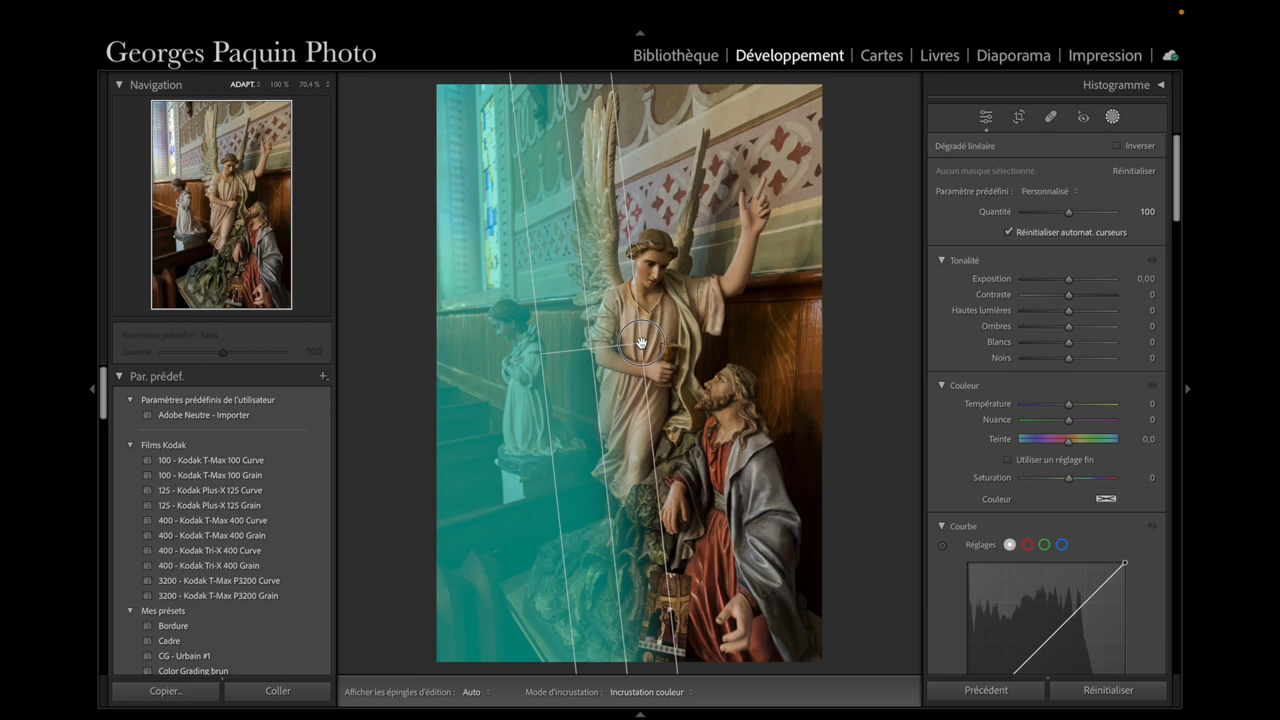 Georges Paquin Photo
Bibliothèque | Développement | Cartes | Livres | Diaporama | Impression |
Navigation
ADAPT.
100 %
70,4 %
Paramètre prédéfini : Sans
Quantité
100
Par. prédéf.
Paramètres prédéfinis de l'utilisateur
Adobe Neutre - Importer
Films Kodak
100 - Kodak T-Max 100 Curve
100 - Kodak T-Max 100 Grain
125 - Kodak Plus-X 125 Curve
125 - Kodak Plus-X 125 Grain
400 - Kodak T-Max 400 Curve
400 - Kodak T-Max 400 Grain
400 - Kodak Tri-X 400 Curve
400 - Kodak Tri-X 400 Grain
3200 - Kodak T-Max P3200 Curve
3200 - Kodak T-Max P3200 Grain
Mes présets
Bordure
Cadre
CG - Urbain #1
Color Grading brun
Copier...
Coller
Afficher les épingles d'édition : Auto
Mode d'incrustation : Incrustation couleur
Histogramme
Dégradé linéaire
Inverser
Aucun masque sélectionné
Réinitialiser
Paramètre prédéfini : Personnalisé
Quantité 100
Réinitialiser automat. curseurs
Tonalité
Exposition 0,00
Contraste 0
Hautes lumières 0
Ombres 0
Blancs 0
Noirs 0
Couleur
Température 0
Nuance 0
Teinte 0,0
Utiliser un réglage fin
Saturation 0
Couleur
Courbe
Réglages
Précédent
Réinitialiser